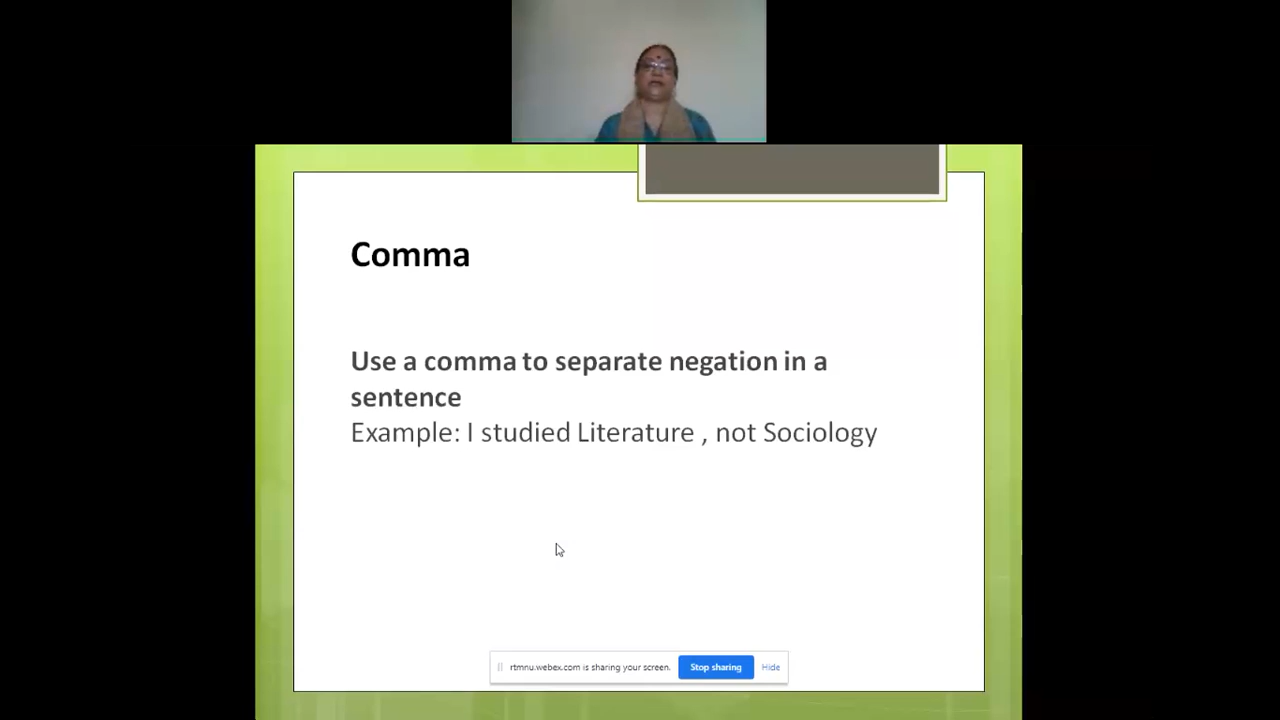 Comma
Use a comma to separate negation in a
sentence
Example: I studied Literature , not Sociology
rtmnu.webex.com is sharing your screen. Stop sharing Hide